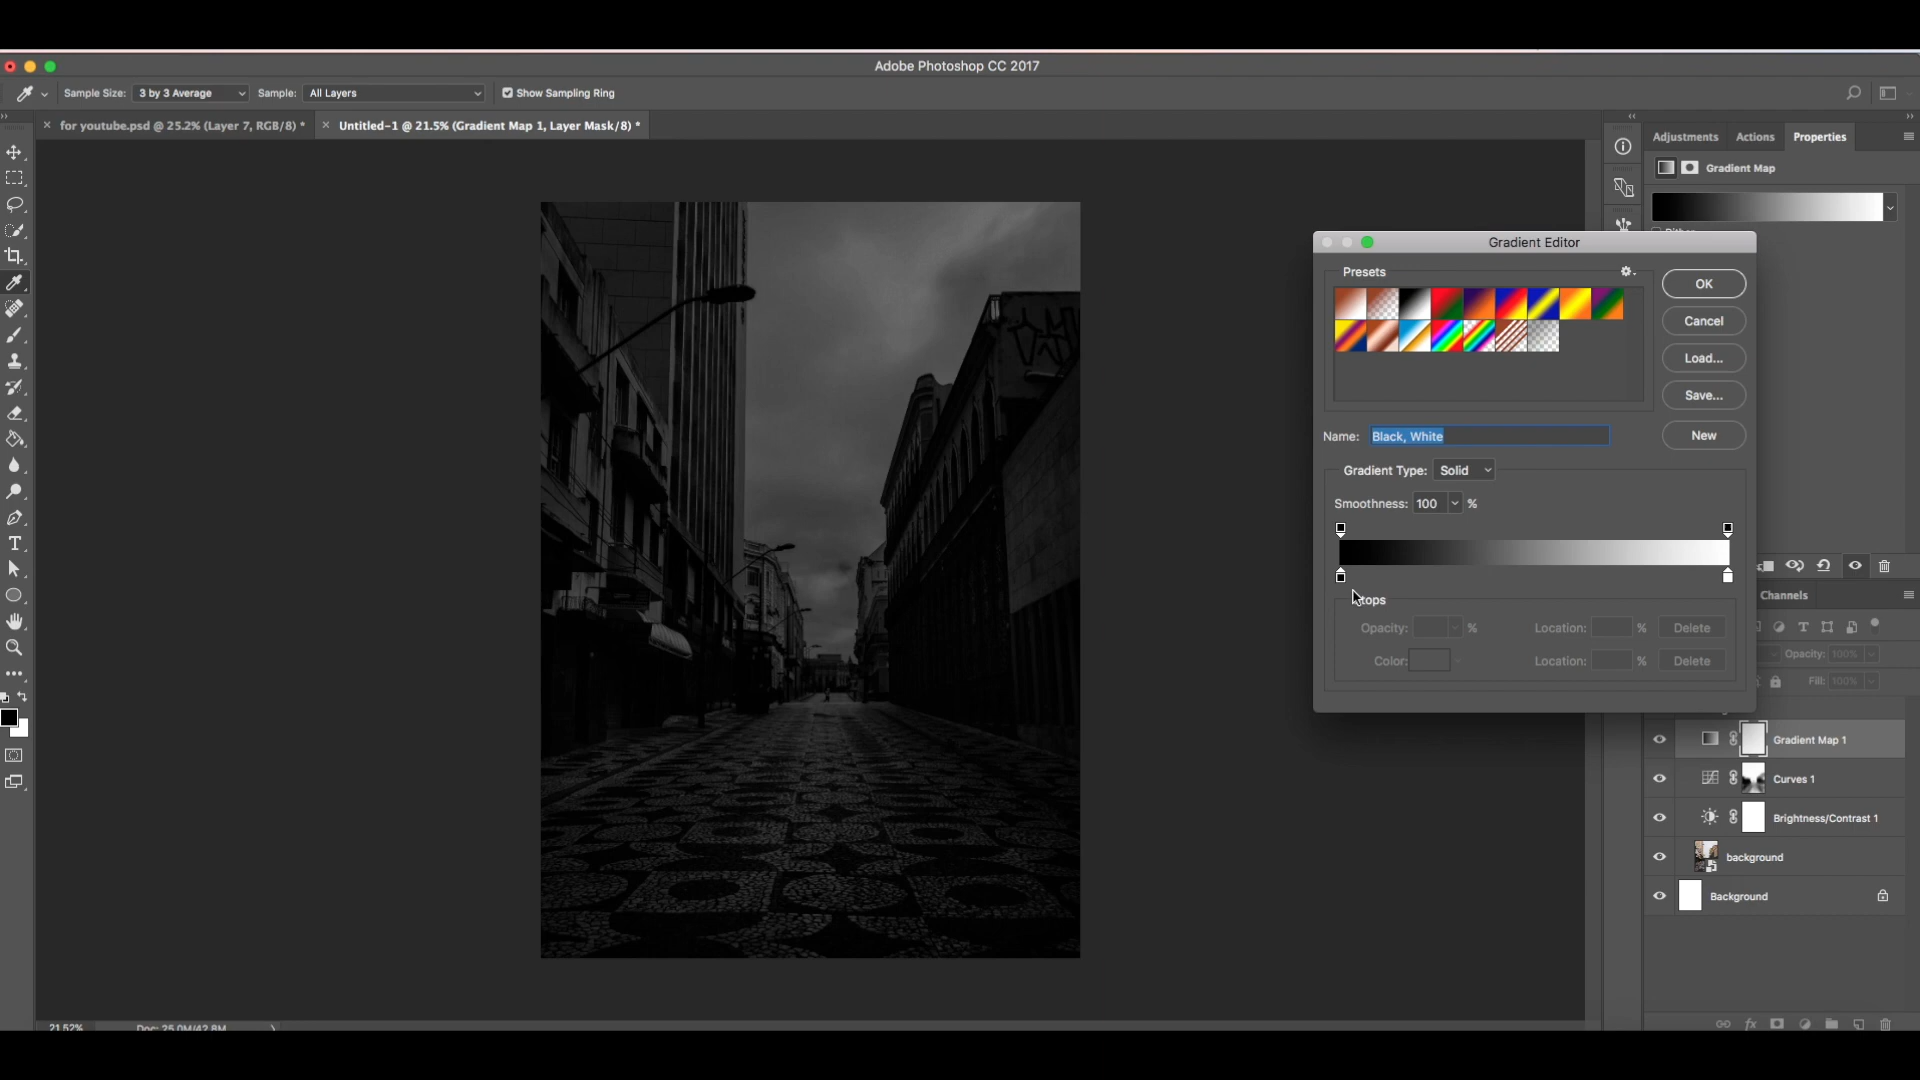 Adobe Photoshop CC 2017
Sample Size: 3 by 3 Average Sample: All Layers Show Sampling Ring
for youtube.psd @ 25.2% (Layer 7, RGB/8) * Untitled-1 @ 21.5% (Gradient Map 1, Layer Mask/8) *
Adjustments Actions Properties
Gradient Map
Gradient Editor
Presets
OK
Cancel
Load...
Save...
Name: Black, White
New
Gradient Type: Solid
Smoothness: 100 %
tops
Opacity: % Location: % Delete
Color: Location: % Delete
Channels
Opacity: 100%
Fill: 100%
Gradient Map 1
Curves 1
Brightness/Contrast 1
background
Background
21.52% Doc: 25.0M/42.8M